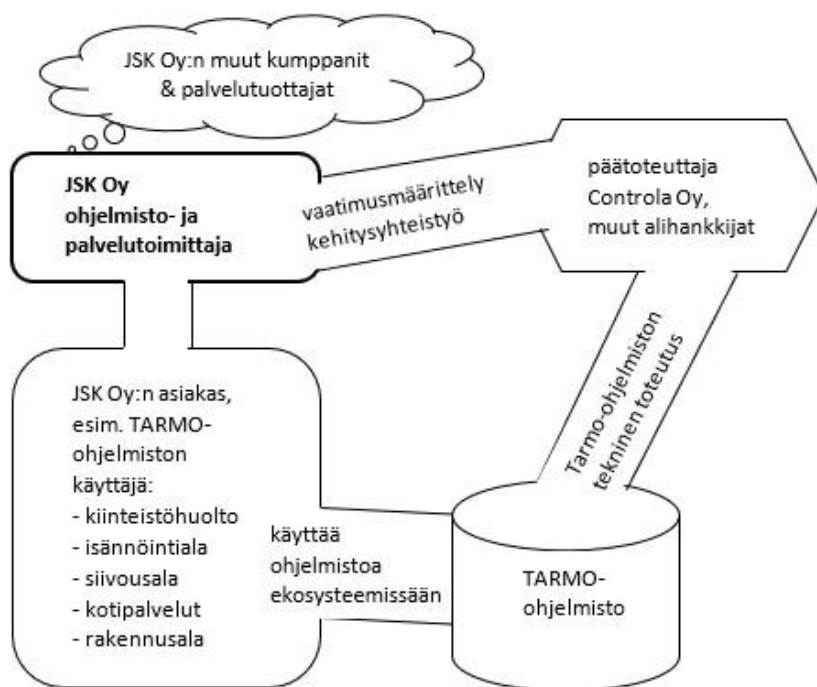 JSK Oy:n muut kumppanit
& palvelutuottajat
JSK Oy
ohjelmisto- ja
palvelutoimittaja
vaatimusmäärittely
kehitysyhteistyö
päätoteuttaja
Controla Oy,
muut alihankkijat
Tarmo-ohjelmiston
tekninen toteutus
JSK Oy:n asiakas,
esim. TARMO-
ohjelmiston
käyttäjä:
- kiinteistöhuolto
- isännöintiala
- siivousala
- kotipalvelut
- rakennusala
käyttää
ohjelmistoa
ekosysteemissään
TARMO-
ohjelmisto